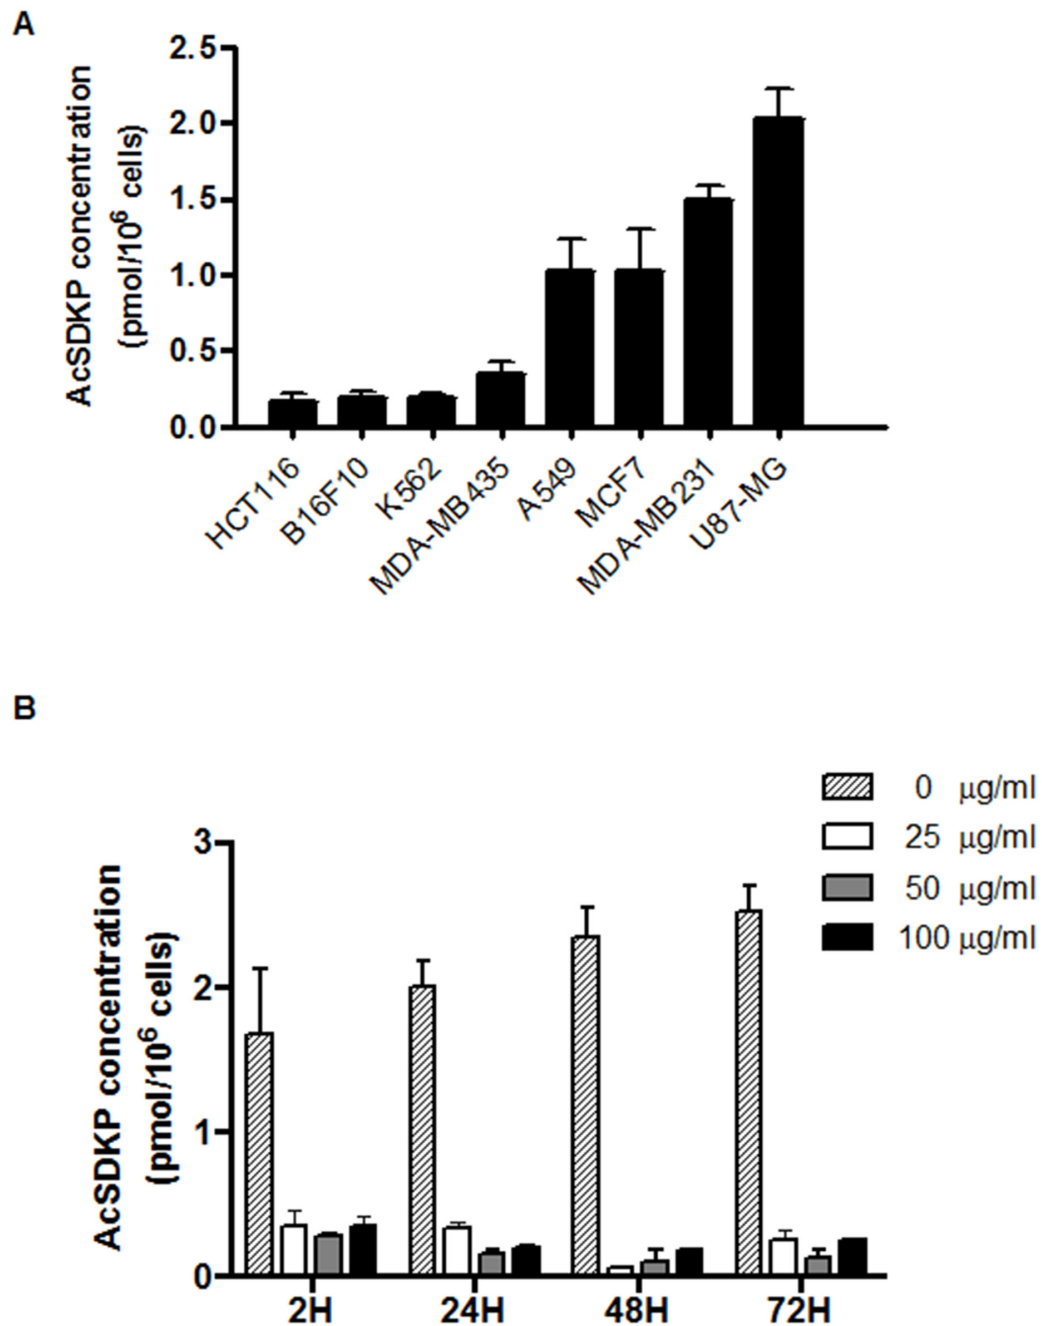 A
AcSDKP concentration
(pmol/10⁶ cells)
2.5
2.0
1.5
1.0
0.5
0.0
HCT116
B16F10
K562
MDA-MB435
A549
MCF7
MDA-MB231
U87-MG
B
0 μg/ml
25 μg/ml
50 μg/ml
100 μg/ml
AcSDKP concentration
(pmol/10⁶ cells)
3
2
1
0
2H 24H 48H 72H